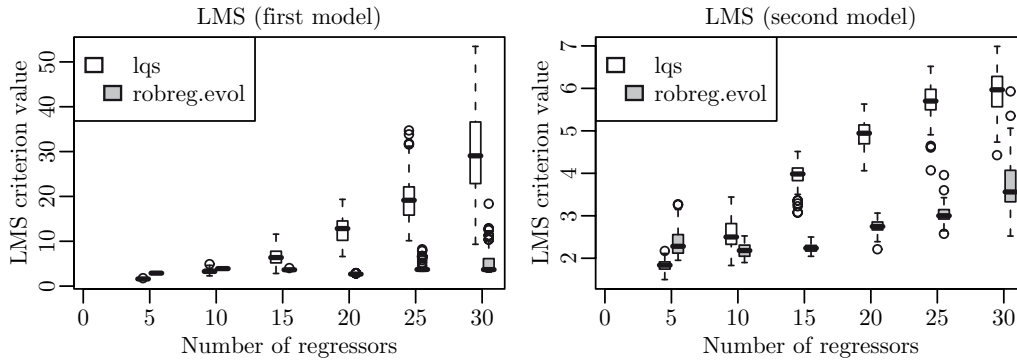 LMS (first model)
LMS criterion value
0 10 20 30 40 50
lqs
robreg.evol
0 5 10 15 20 25 30
Number of regressors
LMS (second model)
LMS criterion value
2 3 4 5 6 7
lqs
robreg.evol
0 5 10 15 20 25 30
Number of regressors